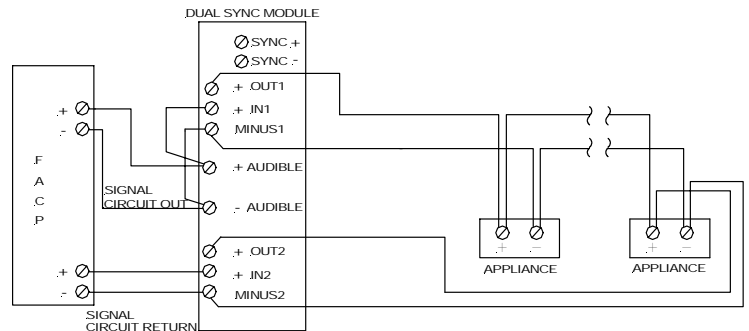 DUAL SYNC MODULE
SYNC +
SYNC -
+ OUT1
+ IN1
MINUS1
+ AUDIBLE
- AUDIBLE
+ OUT2
+ IN2
MINUS2
+
-
F
A
C
P
+
-
SIGNAL
CIRCUIT OUT
SIGNAL
CIRCUIT RETURN
+ -
APPLIANCE
+ -
APPLIANCE